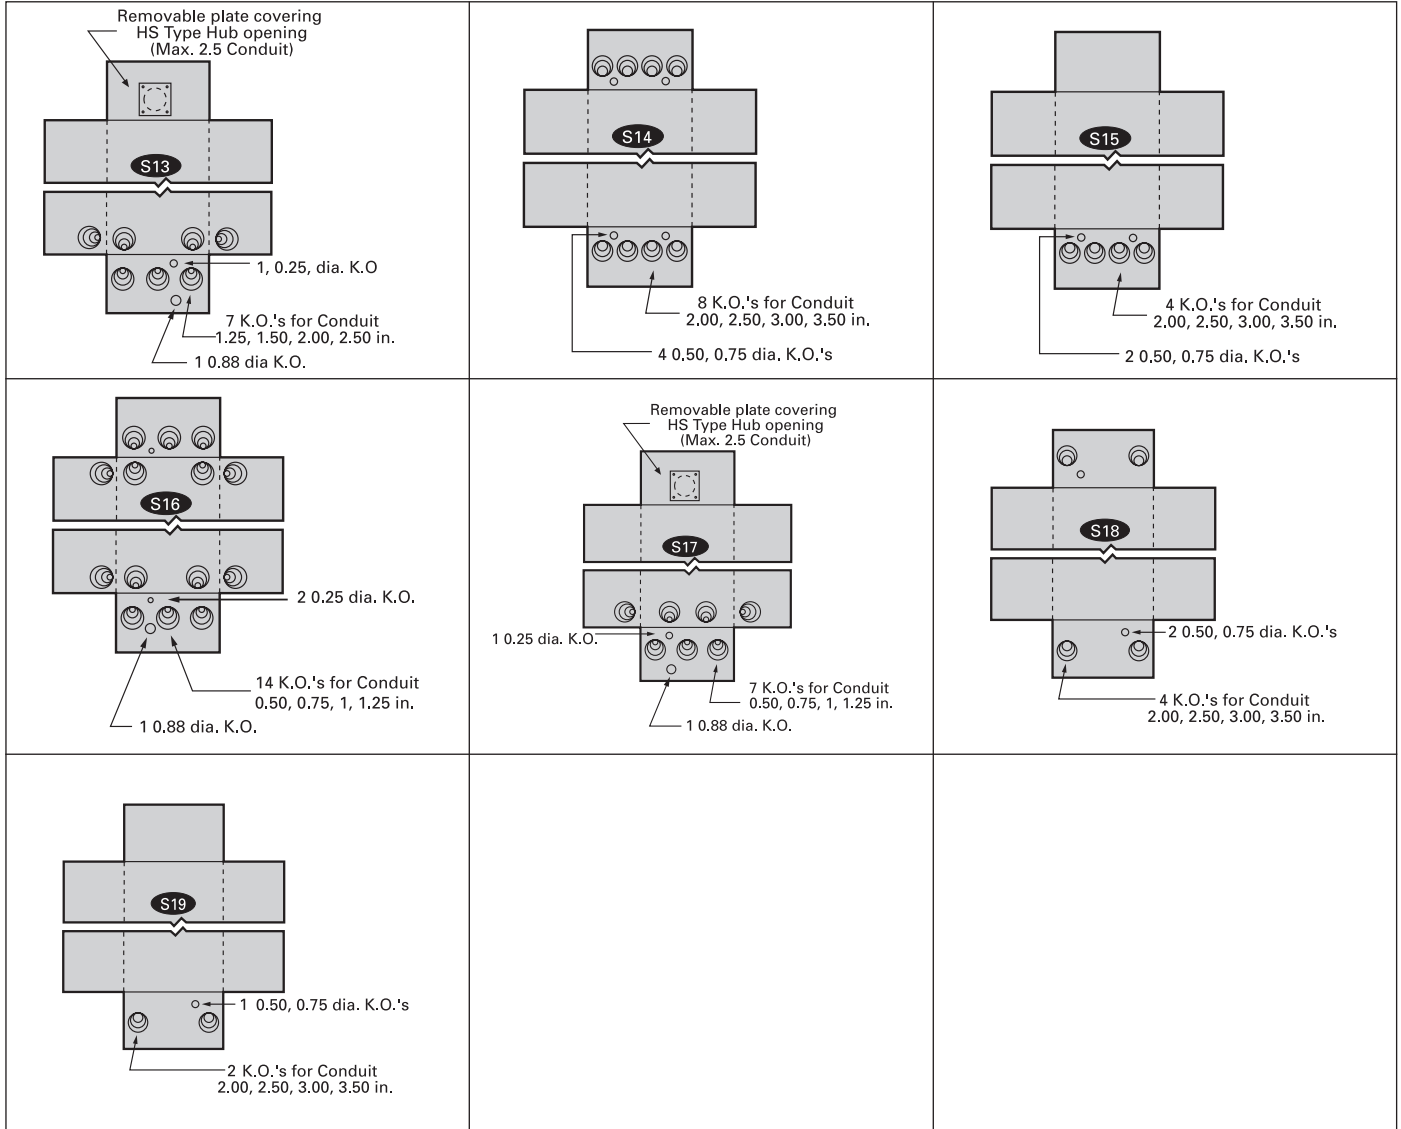 Removable plate covering
HS Type Hub opening
(Max. 2.5 Conduit)
S13
1, 0.25, dia. K.O
7 K.O.'s for Conduit
1.25, 1.50, 2.00, 2.50 in.
1 0.88 dia K.O.
S14
8 K.O.'s for Conduit
2.00, 2.50, 3.00, 3.50 in.
4 0.50, 0.75 dia. K.O.'s
S15
4 K.O.'s for Conduit
2.00, 2.50, 3.00, 3.50 in.
2 0.50, 0.75 dia. K.O.'s
S16
2 0.25 dia. K.O.
14 K.O.'s for Conduit
0.50, 0.75, 1, 1.25 in.
1 0.88 dia. K.O.
Removable plate covering
HS Type Hub opening
(Max. 2.5 Conduit)
S17
1 0.25 dia. K.O.
7 K.O.'s for Conduit
0.50, 0.75, 1, 1.25 in.
1 0.88 dia. K.O.
S18
2 0.50, 0.75 dia. K.O.'s
4 K.O.'s for Conduit
2.00, 2.50, 3.00, 3.50 in.
S19
1 0.50, 0.75 dia. K.O.'s
2 K.O.'s for Conduit
2.00, 2.50, 3.00, 3.50 in.